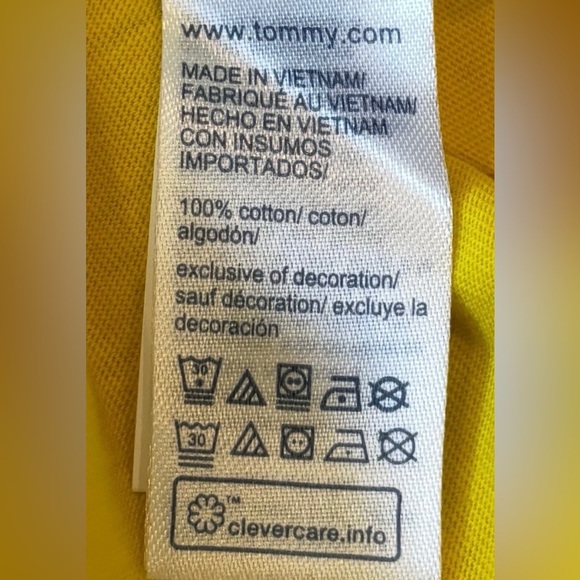 www.tommy.com
MADE IN VIETNAM/
FABRIQUÉ AU VIETNAM/
HECHO EN VIETNAM
CON INSUMOS
IMPORTADOS/
100% cotton/ coton/
algodón/
exclusive of decoration/
sauf décoration/ excluye la
decoración
30
30
™
clevercare.info